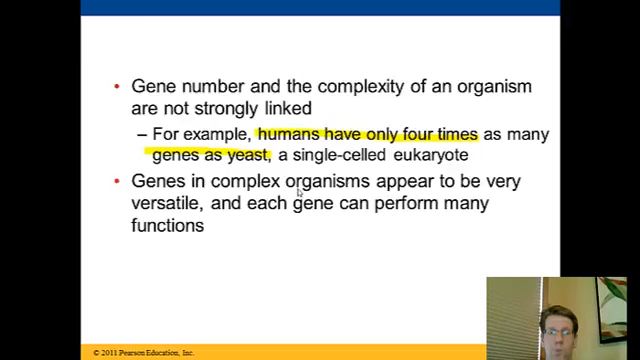 • Gene number and the complexity of an organism
are not strongly linked
– For example, humans have only four times as many
genes as yeast, a single-celled eukaryote
• Genes in complex organisms appear to be very
versatile, and each gene can perform many
functions
© 2011 Pearson Education, Inc.